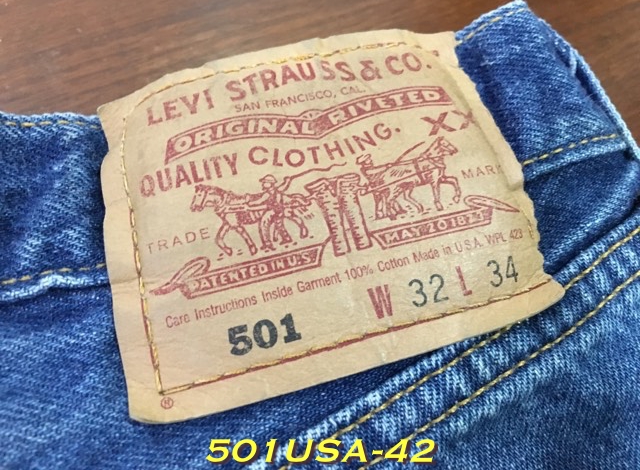 LEVI STRAUSS & CO.
SAN FRANCISCO, CAL.
ORIGINAL RIVETED
QUALITY CLOTHING. XX
TRADE MARK
PATENTED IN U.S. MAY 20 1873
Care Instructions Inside Garment 100% Cotton Made in U.S.A. WPL 423
501 W 32 L 34
®
501USA-42